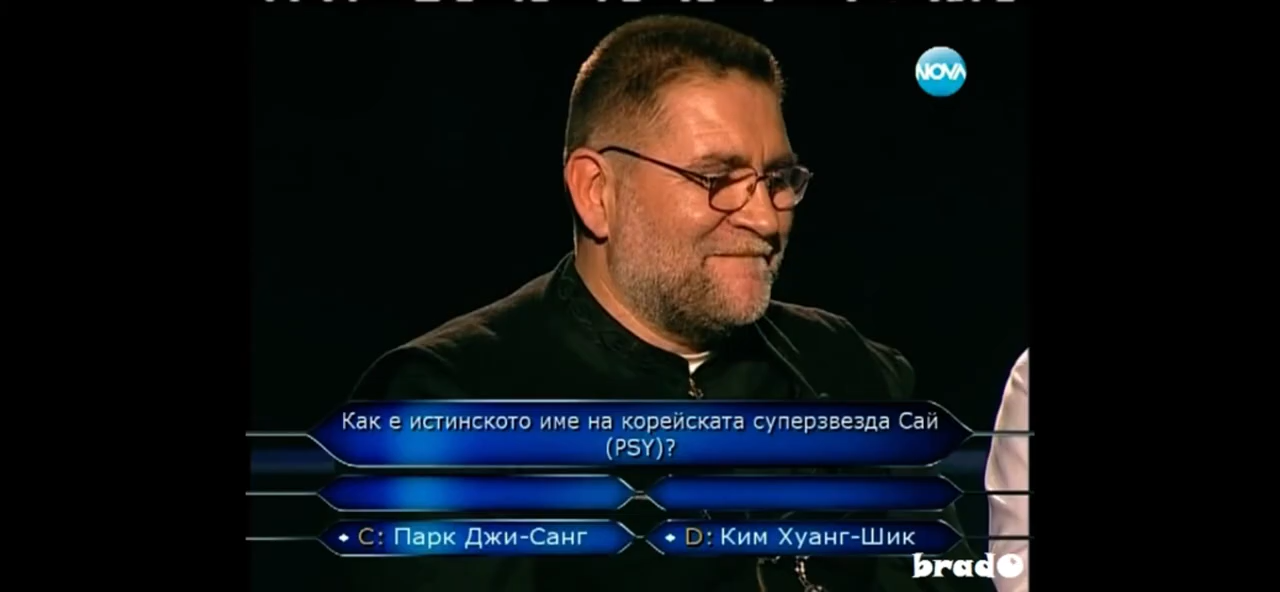 NOVA
Как е истинското име на корейската суперзвезда Сай
(PSY)?
C: Парк Джи-Санг
D: Ким Хуанг-Шик
brado